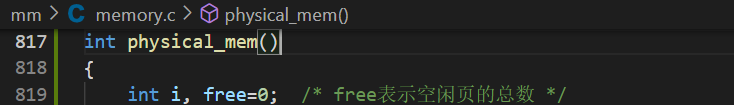 mm > C memory.c > physical_mem()
817 int physical_mem()
818 {
819 int i, free=0; /* free表示空闲页的总数 */